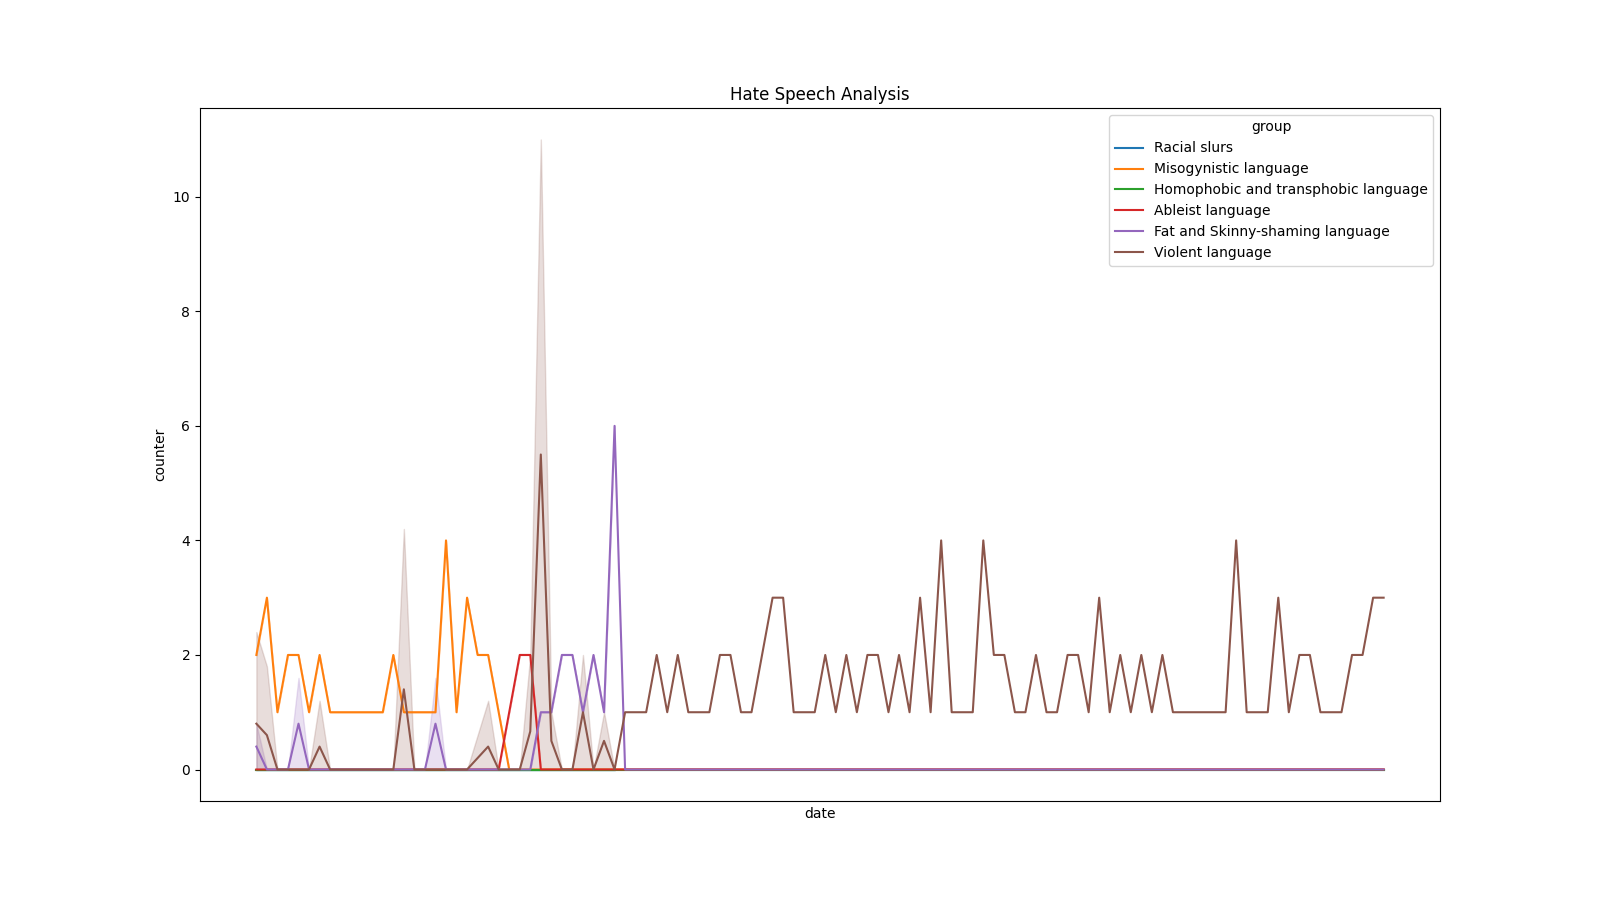 Hate Speech Analysis
group
Racial slurs
Misogynistic language
Homophobic and transphobic language
Ableist language
Fat and Skinny-shaming language
Violent language
10
8
6
4
2
0
counter
date